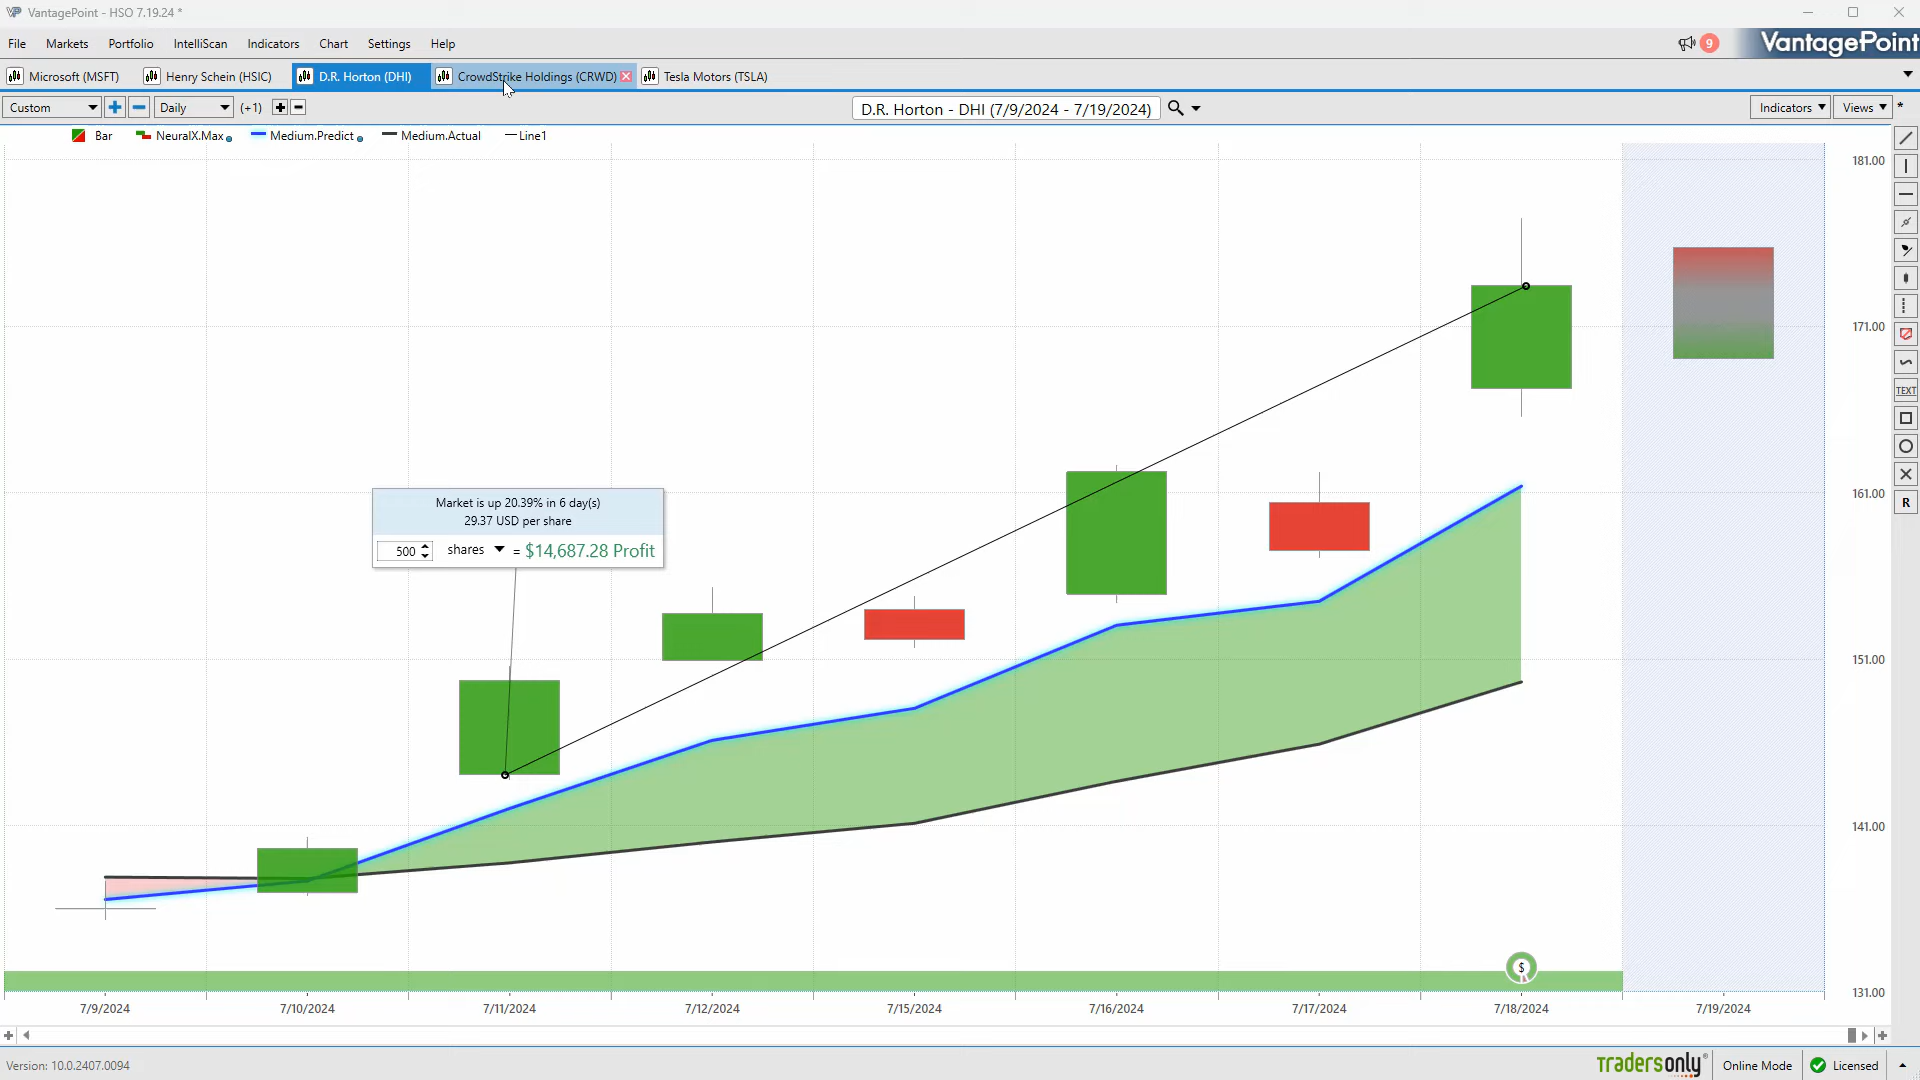 VantagePoint - HSO 7.19.24 *
File Markets Portfolio IntelliScan Indicators Chart Settings Help 9 VantagePoint
Microsoft (MSFT) Henry Schein (HSIC) D.R. Horton (DHI) CrowdStrike Holdings (CRWD) Tesla Motors (TSLA)
Custom Daily (+1) D.R. Horton - DHI (7/9/2024 - 7/19/2024) Indicators Views *
Bar NeuralX.Max Medium.Predict Medium.Actual Line1
181.00
171.00
TEXT
161.00
R
Market is up 20.39% in 6 day(s)
29.37 USD per share
500 shares = $14,687.28 Profit
151.00
141.00
$
131.00
7/9/2024 7/10/2024 7/11/2024 7/12/2024 7/15/2024 7/16/2024 7/17/2024 7/18/2024 7/19/2024
Version: 10.0.2407.0094 tradersonly Online Mode Licensed